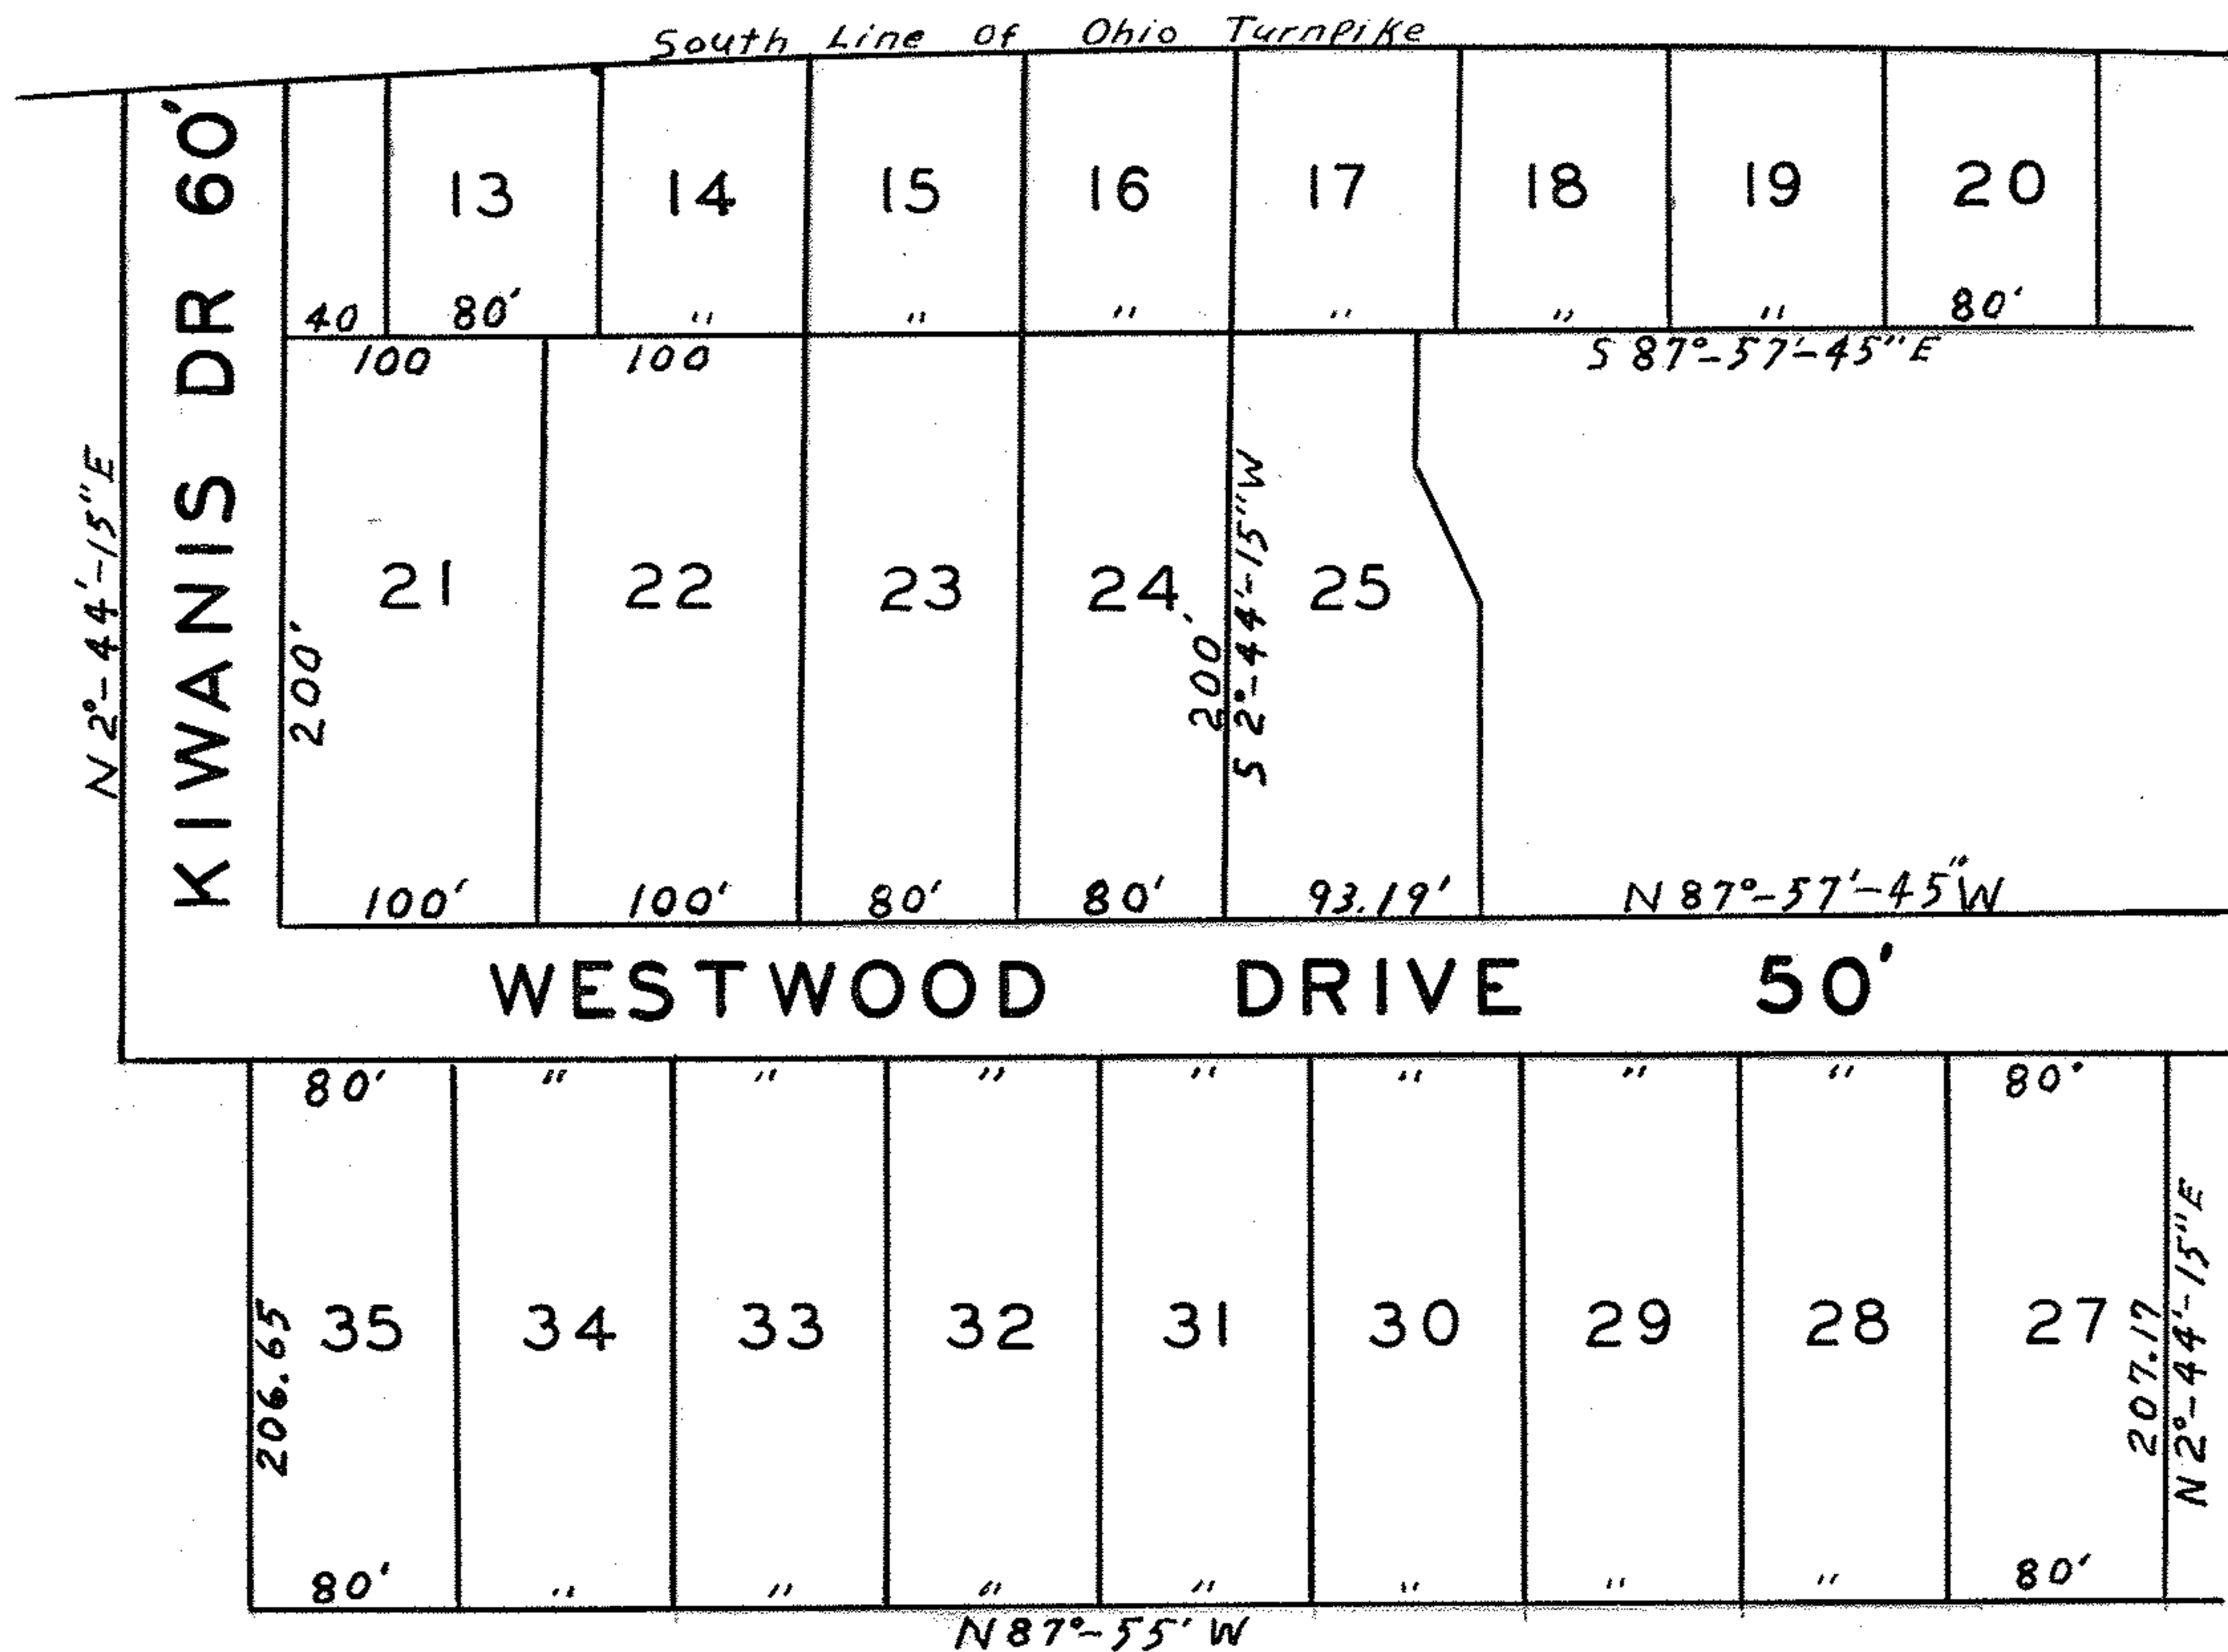 South Line Of Ohio Turnpike
KIWANIS DR 60'
N 2°-44'-15" E
13 14 15 16 17 18 19 20
40 80' " " " " " " 80'
100 100
S 87°-57'-45" E
21 22 23 24 25
200'
200'
S 2°-44'-15" W
100' 100' 80' 80' 93.19'
N 87°-57'-45" W
WESTWOOD DRIVE 50'
80' " " " " " " " 80'
35 34 33 32 31 30 29 28 27
206.65
207.17
N 2°-44'-15" E
80' " " " " " " " 80'
N 87°-55' W